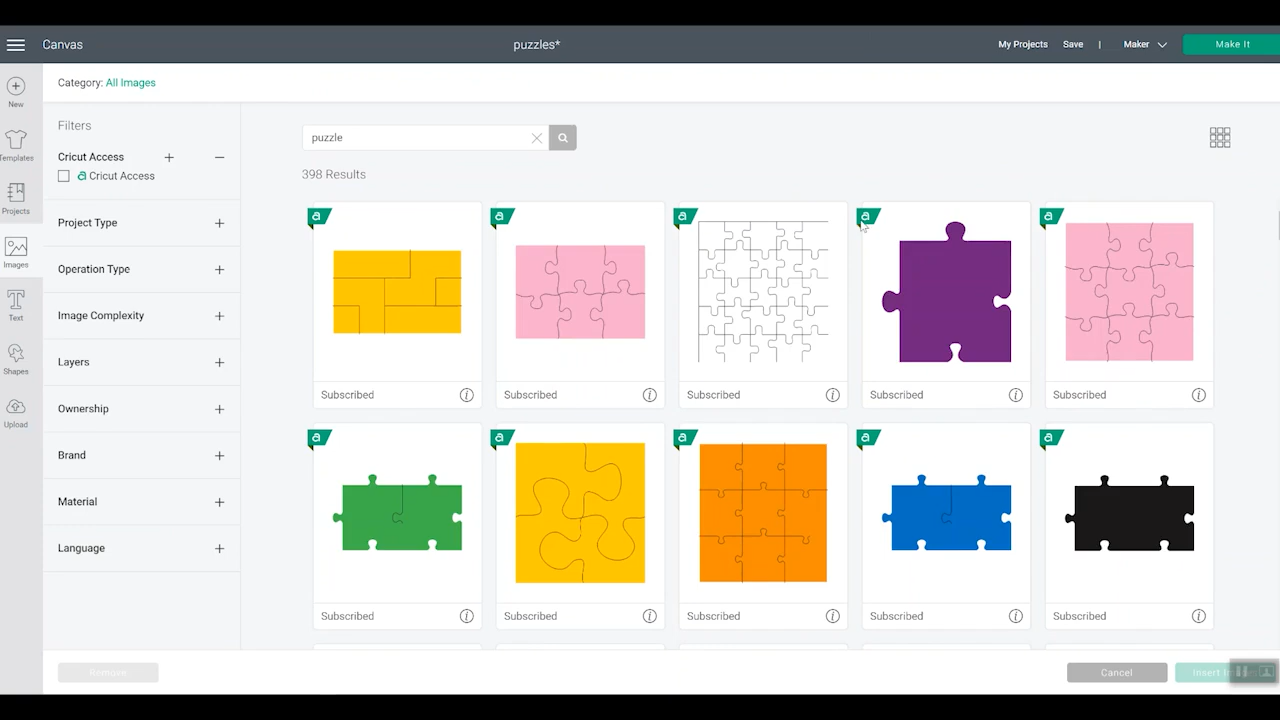 Canvas
puzzles*
My Projects
Save
|
Maker
Make It
New
Templates
Projects
Images
Text
Shapes
Upload
Category: All Images
Filters
Cricut Access
a Cricut Access
Project Type
Operation Type
Image Complexity
Layers
Ownership
Brand
Material
Language
puzzle
398 Results
a
a
a
a
a
Subscribed
Subscribed
Subscribed
Subscribed
Subscribed
a
a
a
a
a
Subscribed
Subscribed
Subscribed
Subscribed
Subscribed
Remove
Cancel
Insert